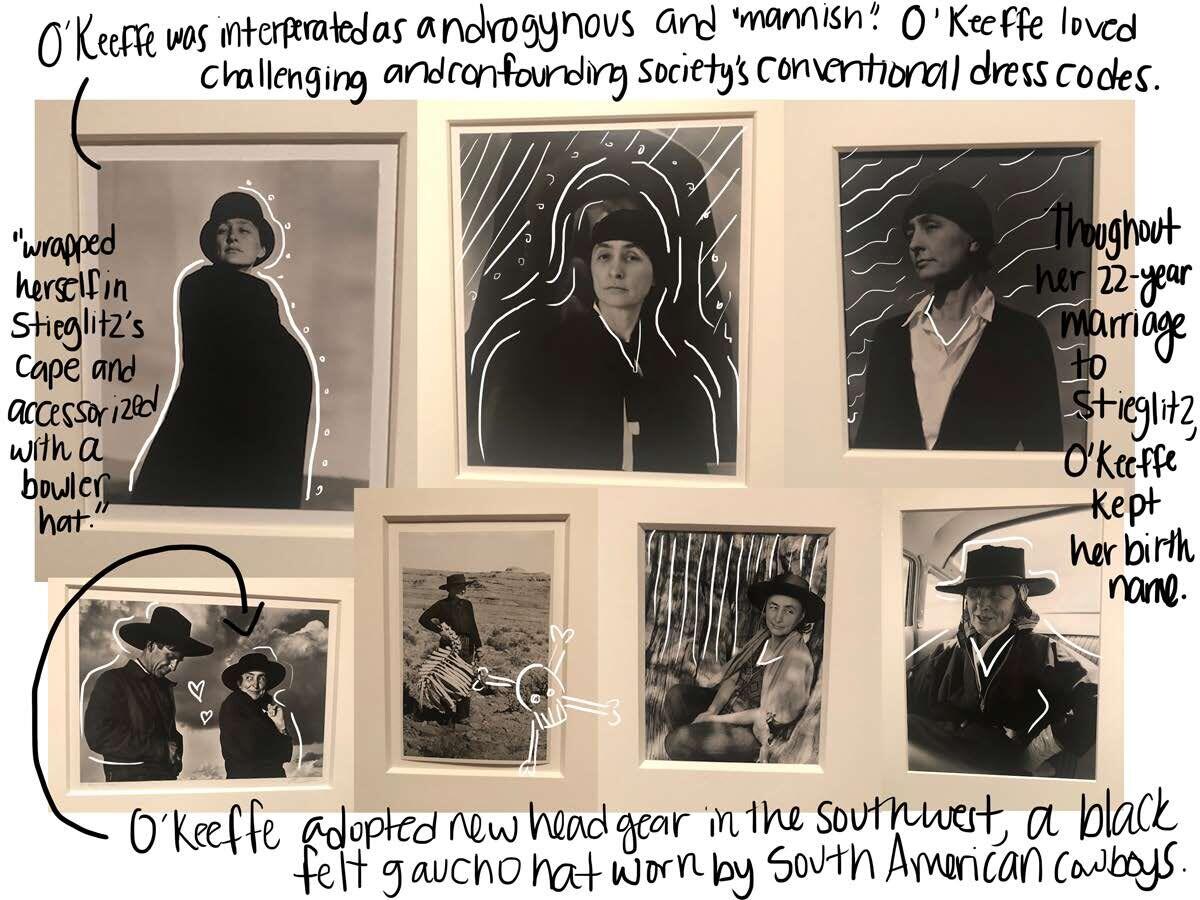 O'Keeffe was interperated as androgynous and "mannish". O'Keeffe loved
challenging and confounding society's conventional dress codes.
"wrapped
herself in
Stieglitz's
cape and
accessorized
with a
bowler
hat."
Thoughout
her 22-year
marriage
to
Stieglitz,
O'Keeffe
kept
her birth
name.
O'Keeffe adopted new head gear in the southwest, a black
felt gaucho hat worn by South American cowboys.